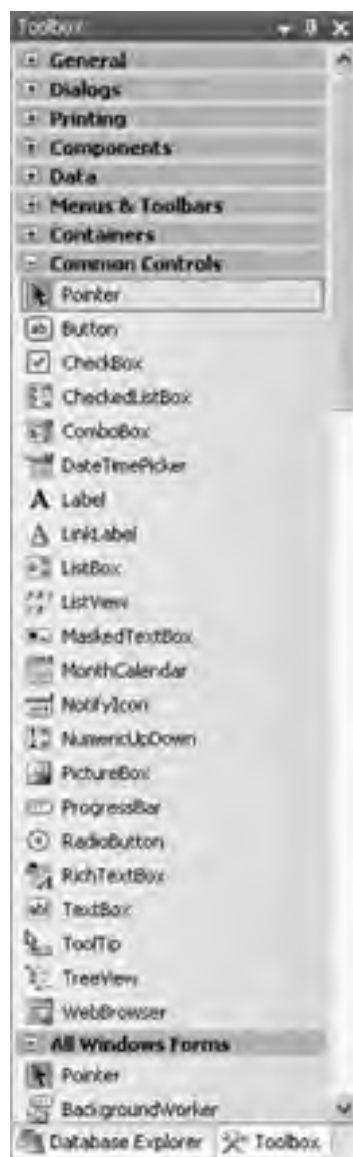 Toolbox
General
Dialogs
Printing
Components
Data
Menus & Toolbars
Containers
Common Controls
Pointer
Button
CheckBox
CheckedListBox
ComboBox
DateTimePicker
Label
LinkLabel
ListBox
ListView
MaskedTextBox
MonthCalendar
NotifyIcon
NumericUpDown
PictureBox
ProgressBar
RadioButton
RichTextBox
TextBox
ToolTip
TreeView
WebBrowser
All Windows Forms
Pointer
BackgroundWorker
Database Explorer Toolbox